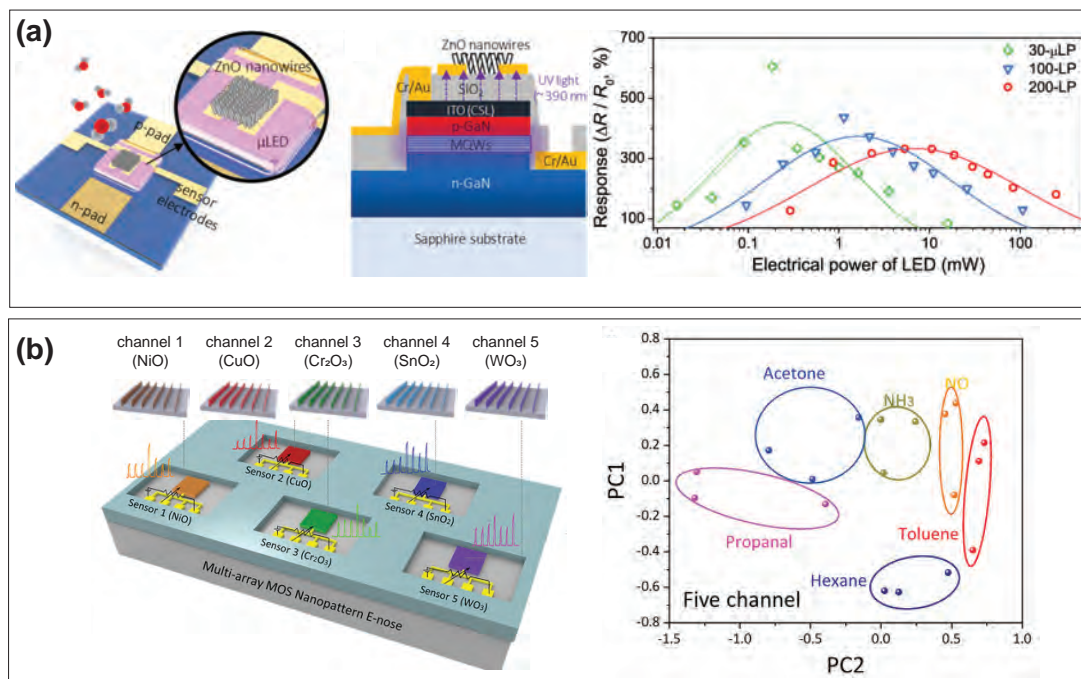 (a)
ZnO nanowires
p-pad
μLED
sensor
electrodes
n-pad
ZnO nanowires
Cr/Au
SiO₂
UV light
(~390 nm)
ITO (CSL)
p-GaN
MQWs
Cr/Au
n-GaN
Sapphire substrate
Response (ΔR / R₀, %)
700
500
300
100
30-μLP
100-LP
200-LP
0.01
0.1
1
10
100
Electrical power of LED (mW)
(b)
channel 1
(NiO)
channel 2
(CuO)
channel 3
(Cr₂O₃)
channel 4
(SnO₂)
channel 5
(WO₃)
Sensor 1 (NiO)
Sensor 2 (CuO)
Sensor 3 (Cr₂O₃)
Sensor 4 (SnO₂)
Sensor 5 (WO₃)
Multi-array MOS Nanopattern E-nose
PC1
0.8
0.6
0.4
0.2
0.0
-0.2
-0.4
-0.6
-0.8
Acetone
NH₃
NO
Propanal
Toluene
Hexane
Five channel
-1.5
-1.0
-0.5
0.0
0.5
1.0
PC2